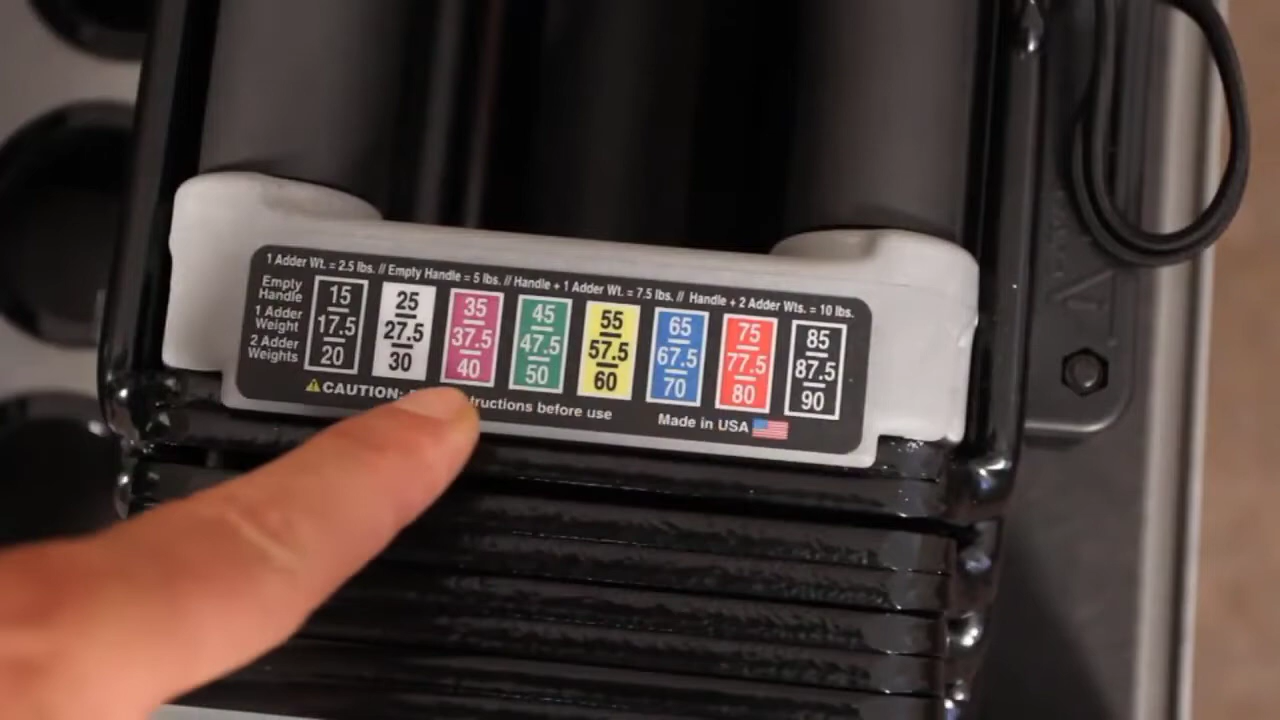 1 Adder Wt. = 2.5 lbs. // Empty Handle = 5 lbs. // Handle + 1 Adder Wt. = 7.5 lbs. // Handle + 2 Adder Wts. = 10 lbs.
Empty Handle 15 25 35 45 55 65 75 85
1 Adder Weight 17.5 27.5 37.5 47.5 57.5 67.5 77.5 87.5
2 Adder Weights 20 30 40 50 60 70 80 90
CAUTION: before use
Made in USA